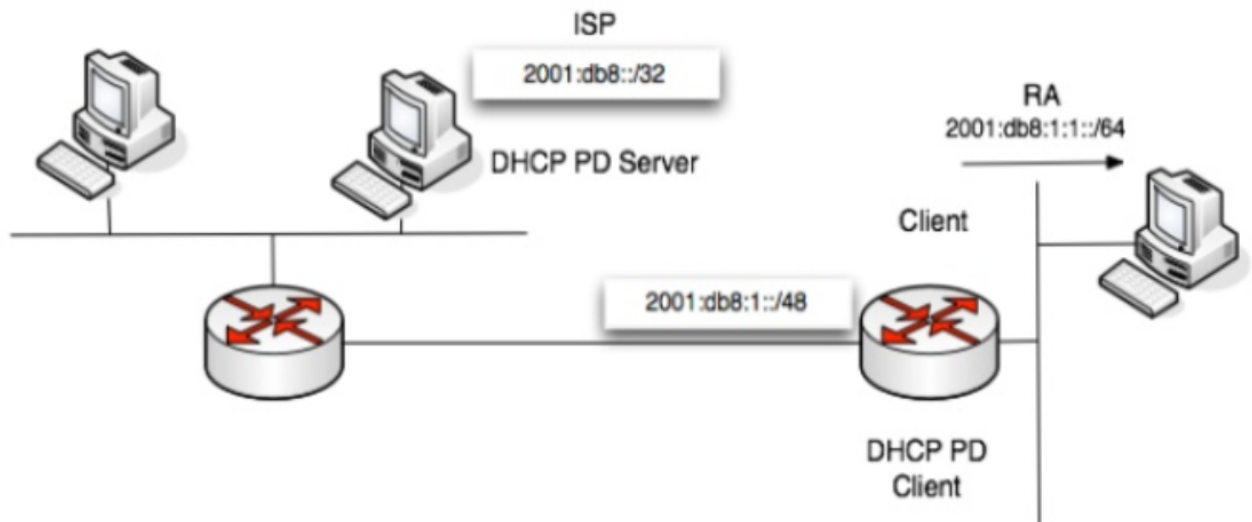 ISP
2001:db8::/32
DHCP PD Server
RA
2001:db8:1:1::/64
Client
2001:db8:1::/48
DHCP PD
Client